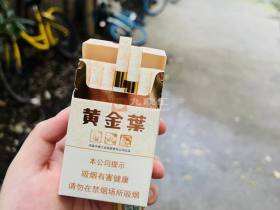 黄金葉
本公司提示
吸烟有害健康
请勿在禁烟场所吸烟